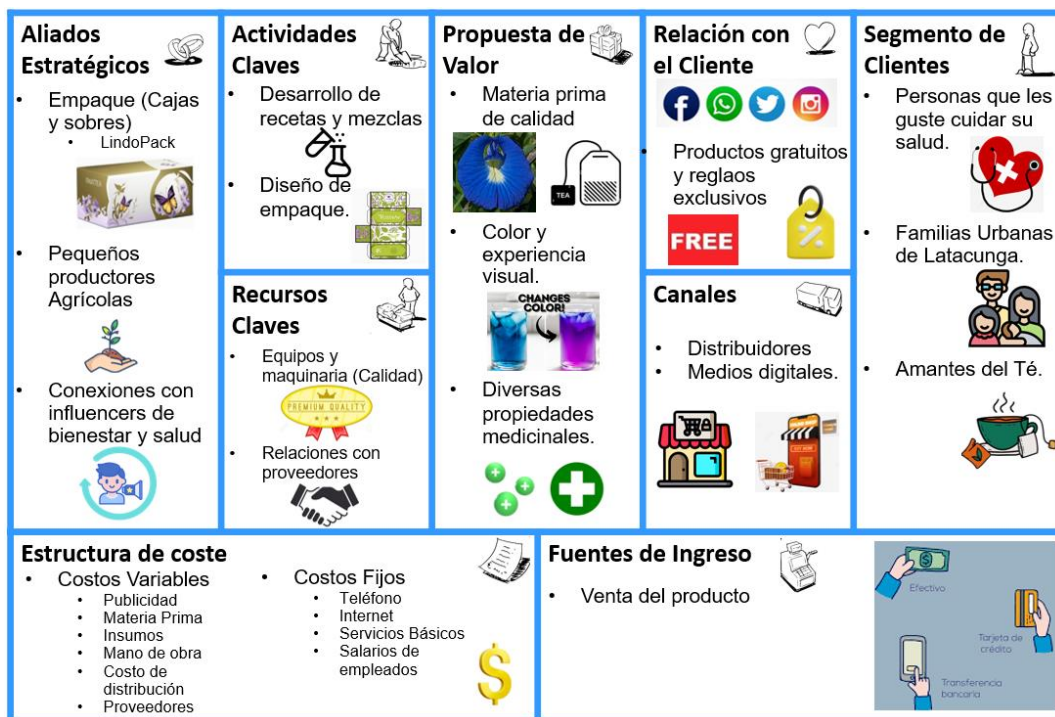 Aliados
Estratégicos
• Empaque (Cajas
y sobres)
• LindoPack
• Pequeños
productores
Agrícolas
• Conexiones con
influencers de
bienestar y salud
Actividades
Claves
• Desarrollo de
recetas y mezclas
• Diseño de
empaque.
Recursos
Claves
• Equipos y
maquinaria (Calidad)
PREMIUM QUALITY
• Relaciones con
proveedores
Propuesta de
Valor
• Materia prima
de calidad
TEA
• Color y
experiencia
visual.
CHANGES
COLOR!
• Diversas
propiedades
medicinales.
Relación con
el Cliente
• Productos gratuitos
y reglaos
exclusivos
FREE
%
Canales
• Distribuidores
• Medios digitales.
Segmento de
Clientes
• Personas que les
guste cuidar su
salud.
• Familias Urbanas
de Latacunga.
• Amantes del Té.
Estructura de coste
• Costos Variables
• Publicidad
• Materia Prima
• Insumos
• Mano de obra
• Costo de
distribución
• Proveedores
• Costos Fijos
• Teléfono
• Internet
• Servicios Básicos
• Salarios de
empleados
$
Fuentes de Ingreso
• Venta del producto
Efectivo
Tarjeta de
crédito
Transferencia
bancaria